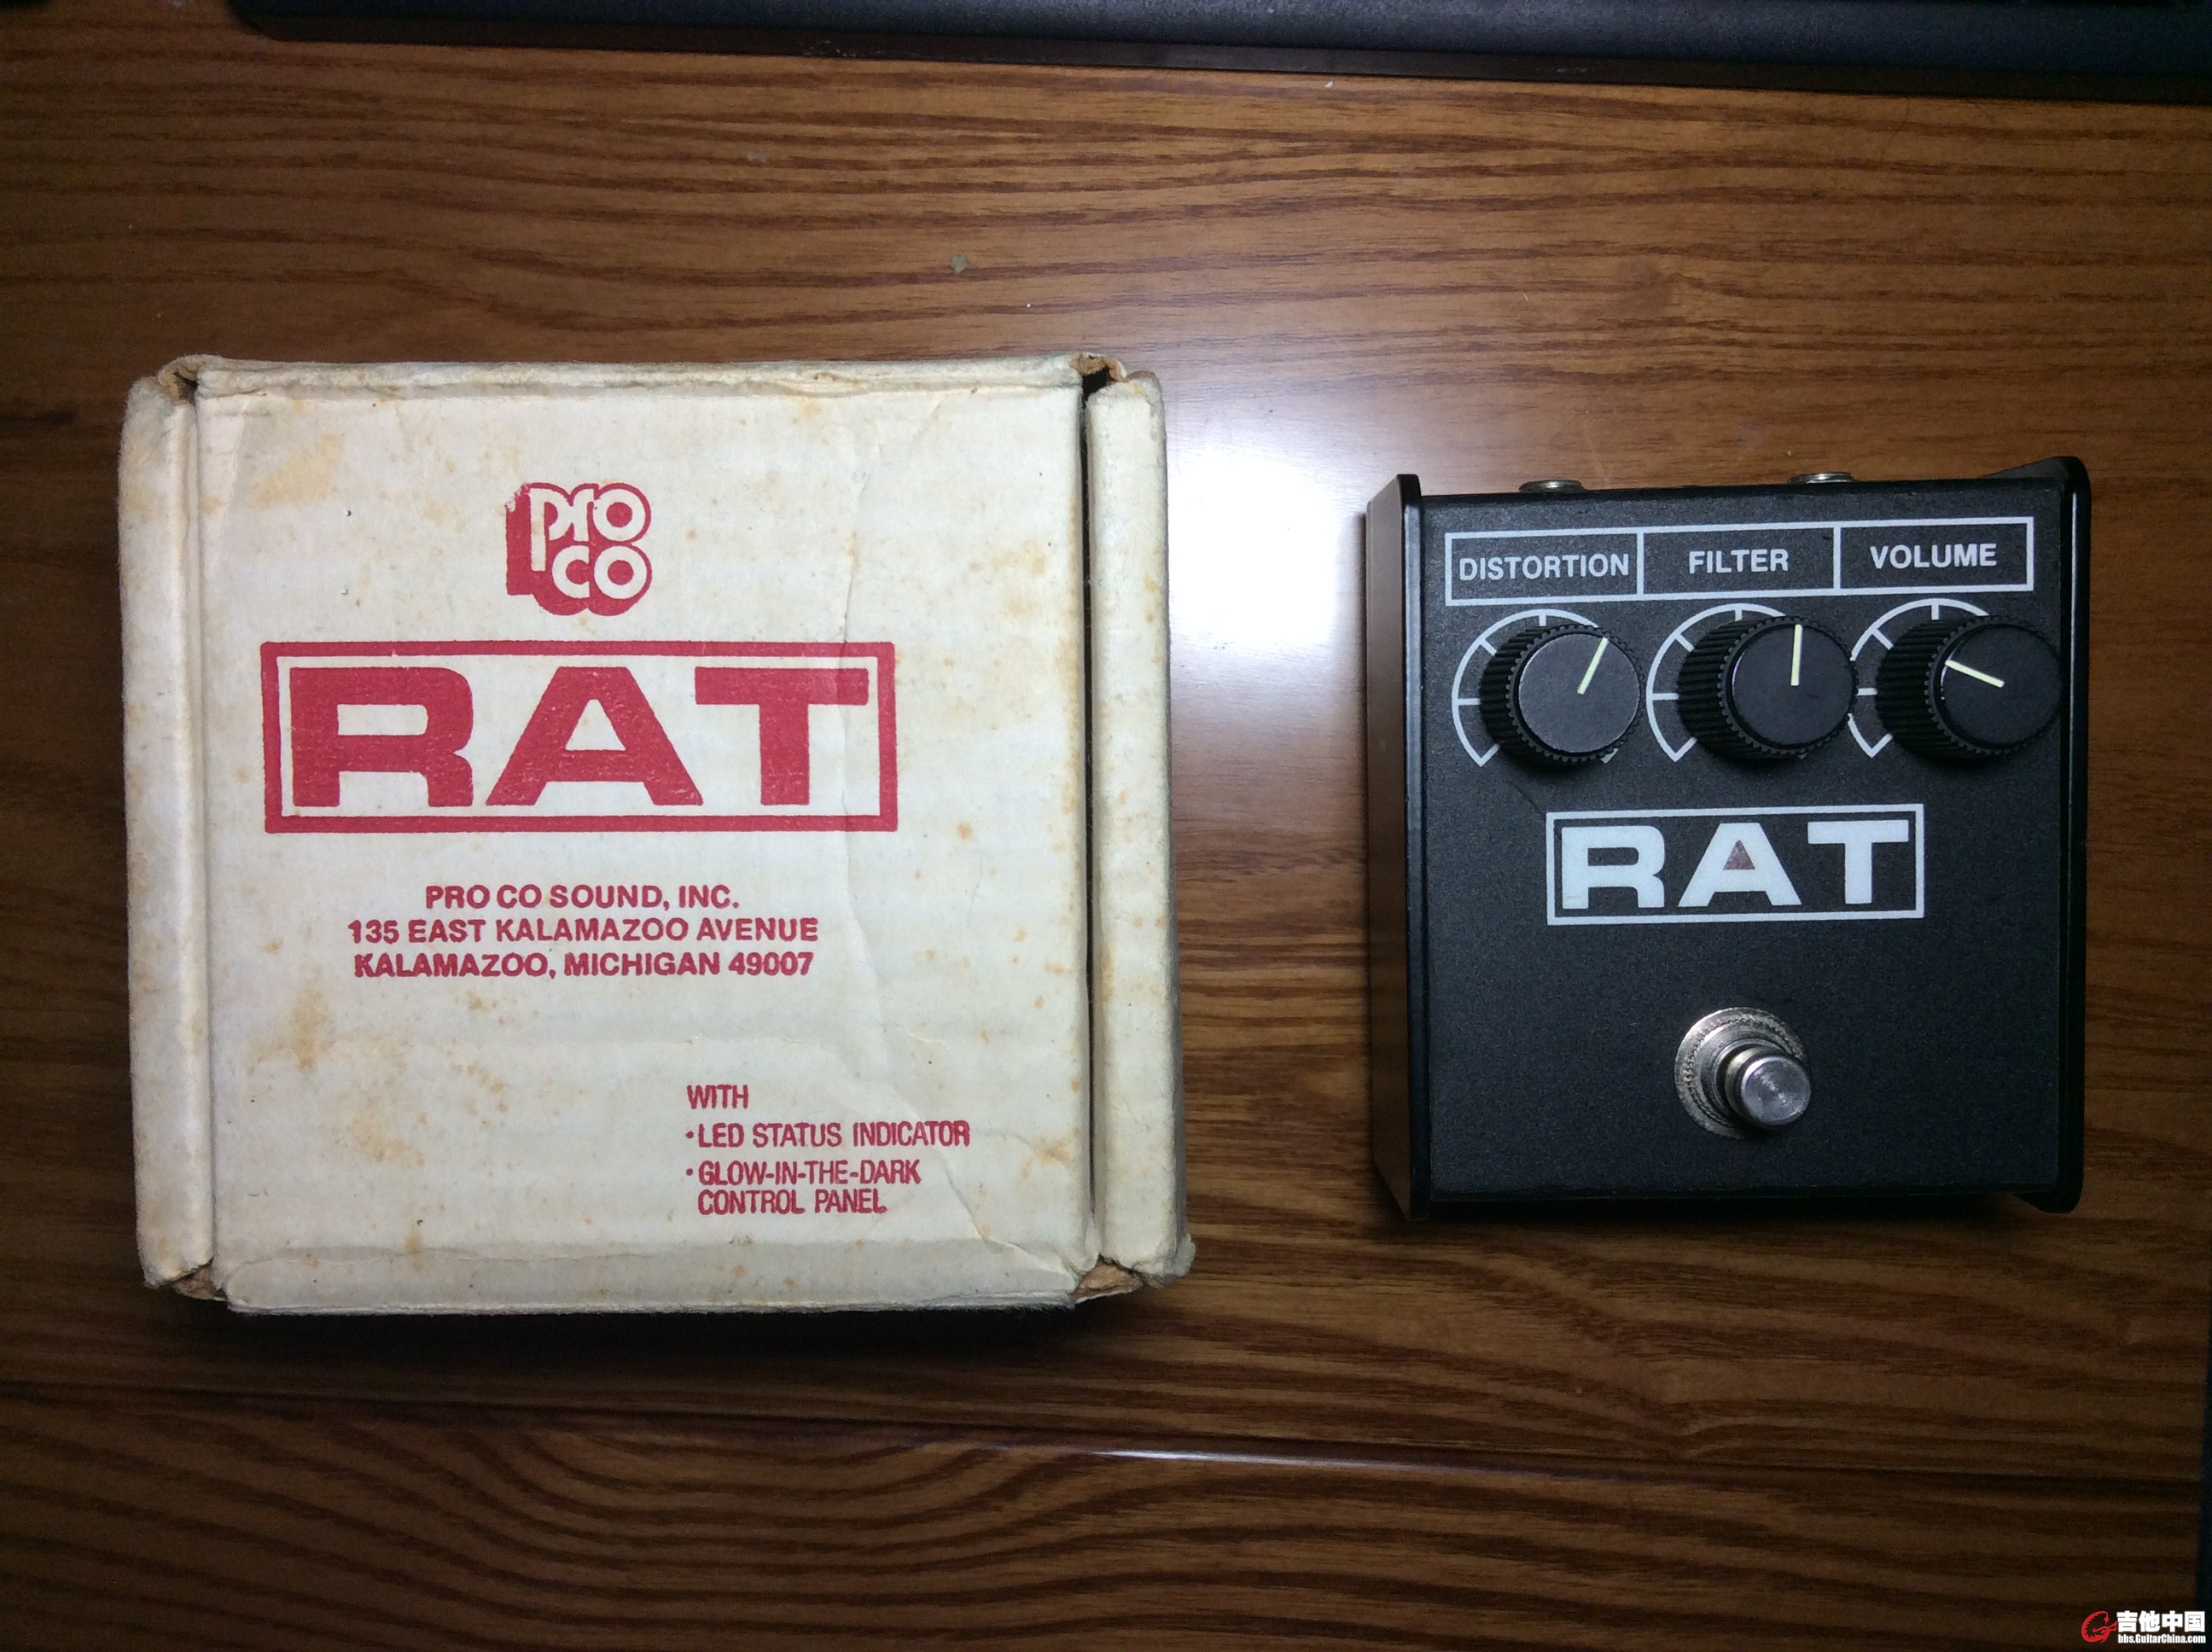 pro
co
RAT
PRO CO SOUND, INC.
135 EAST KALAMAZOO AVENUE
KALAMAZOO, MICHIGAN 49007
WITH
·LED STATUS INDICATOR
·GLOW-IN-THE-DARK
CONTROL PANEL
DISTORTION FILTER VOLUME
RAT
吉他中国
bbs.GuitarChina.com